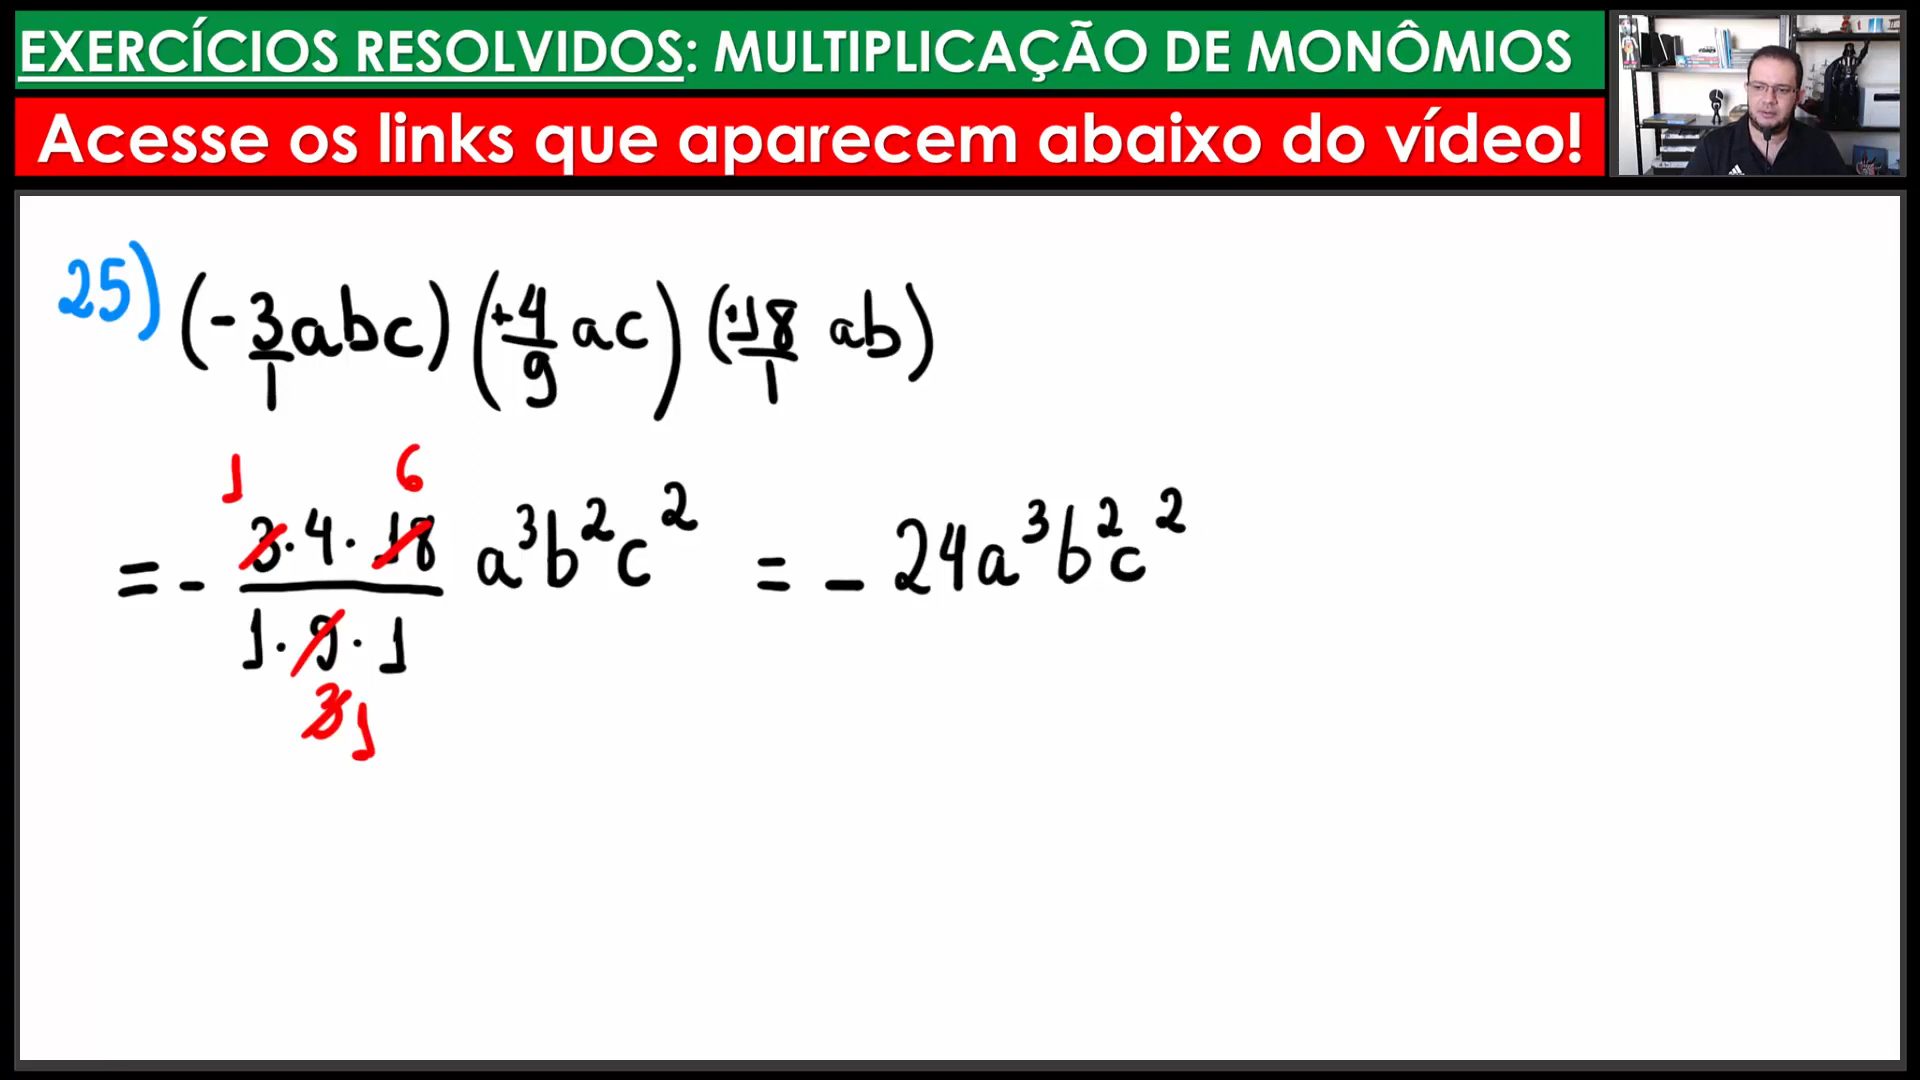 EXERCÍCIOS RESOLVIDOS: MULTIPLICAÇÃO DE MONÔMIOS
Acesse os links que aparecem abaixo do vídeo!
25) (-3/1 abc) (+4/9 ac) (+18/1 ab)
1 6
= - 3·4·18 / 1·9·1 a³b²c² = - 24a³b²c²
3 1